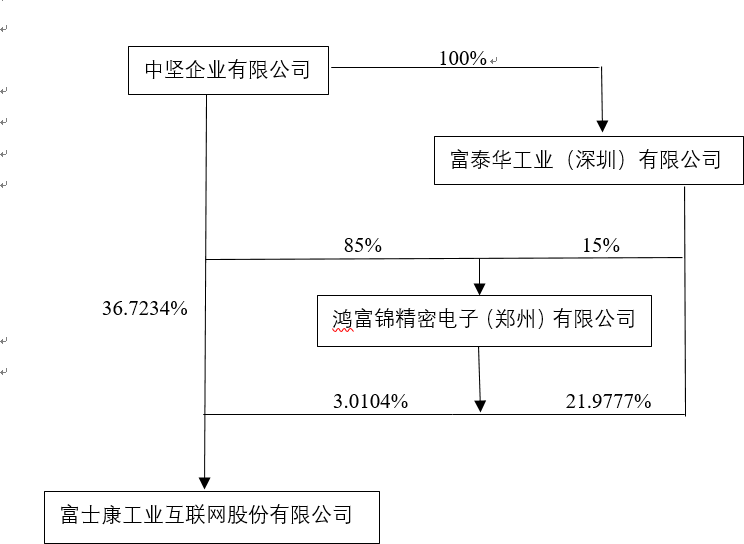 100%
中坚企业有限公司
富泰华工业（深圳）有限公司
85%
15%
36.7234%
鸿富锦精密电子（郑州）有限公司
3.0104%
21.9777%
富士康工业互联网股份有限公司